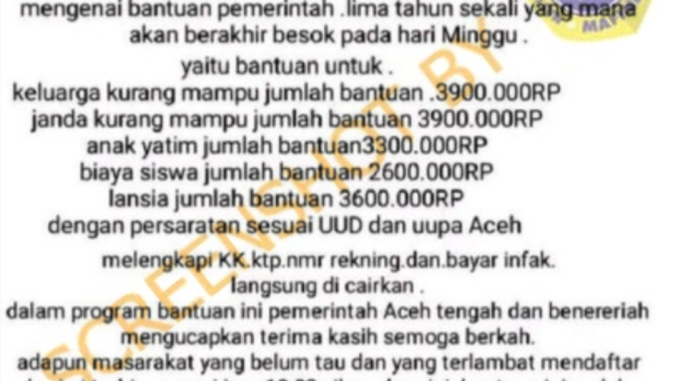 mengenai bantuan pemerintah .lima tahun sekali yang mana
akan berakhir besok pada hari Minggu .
yaitu bantuan untuk .
keluarga kurang mampu jumlah bantuan .3900.000RP
janda kurang mampu jumlah bantuan 3900.000RP
anak yatim jumlah bantuan3300.000RP
biaya siswa jumlah bantuan 2600.000RP
lansia jumlah bantuan 3600.000RP
dengan persaratan sesuai UUD dan uupa Aceh
melengkapi KK.ktp.nmr rekning.dan.bayar infak.
langsung di cairkan .
dalam program bantuan ini pemerintah Aceh tengah dan benereriah
mengucapkan terima kasih semoga berkah.
adapun masarakat yang belum tau dan yang terlambat mendaftar
SCREENSHOT BY